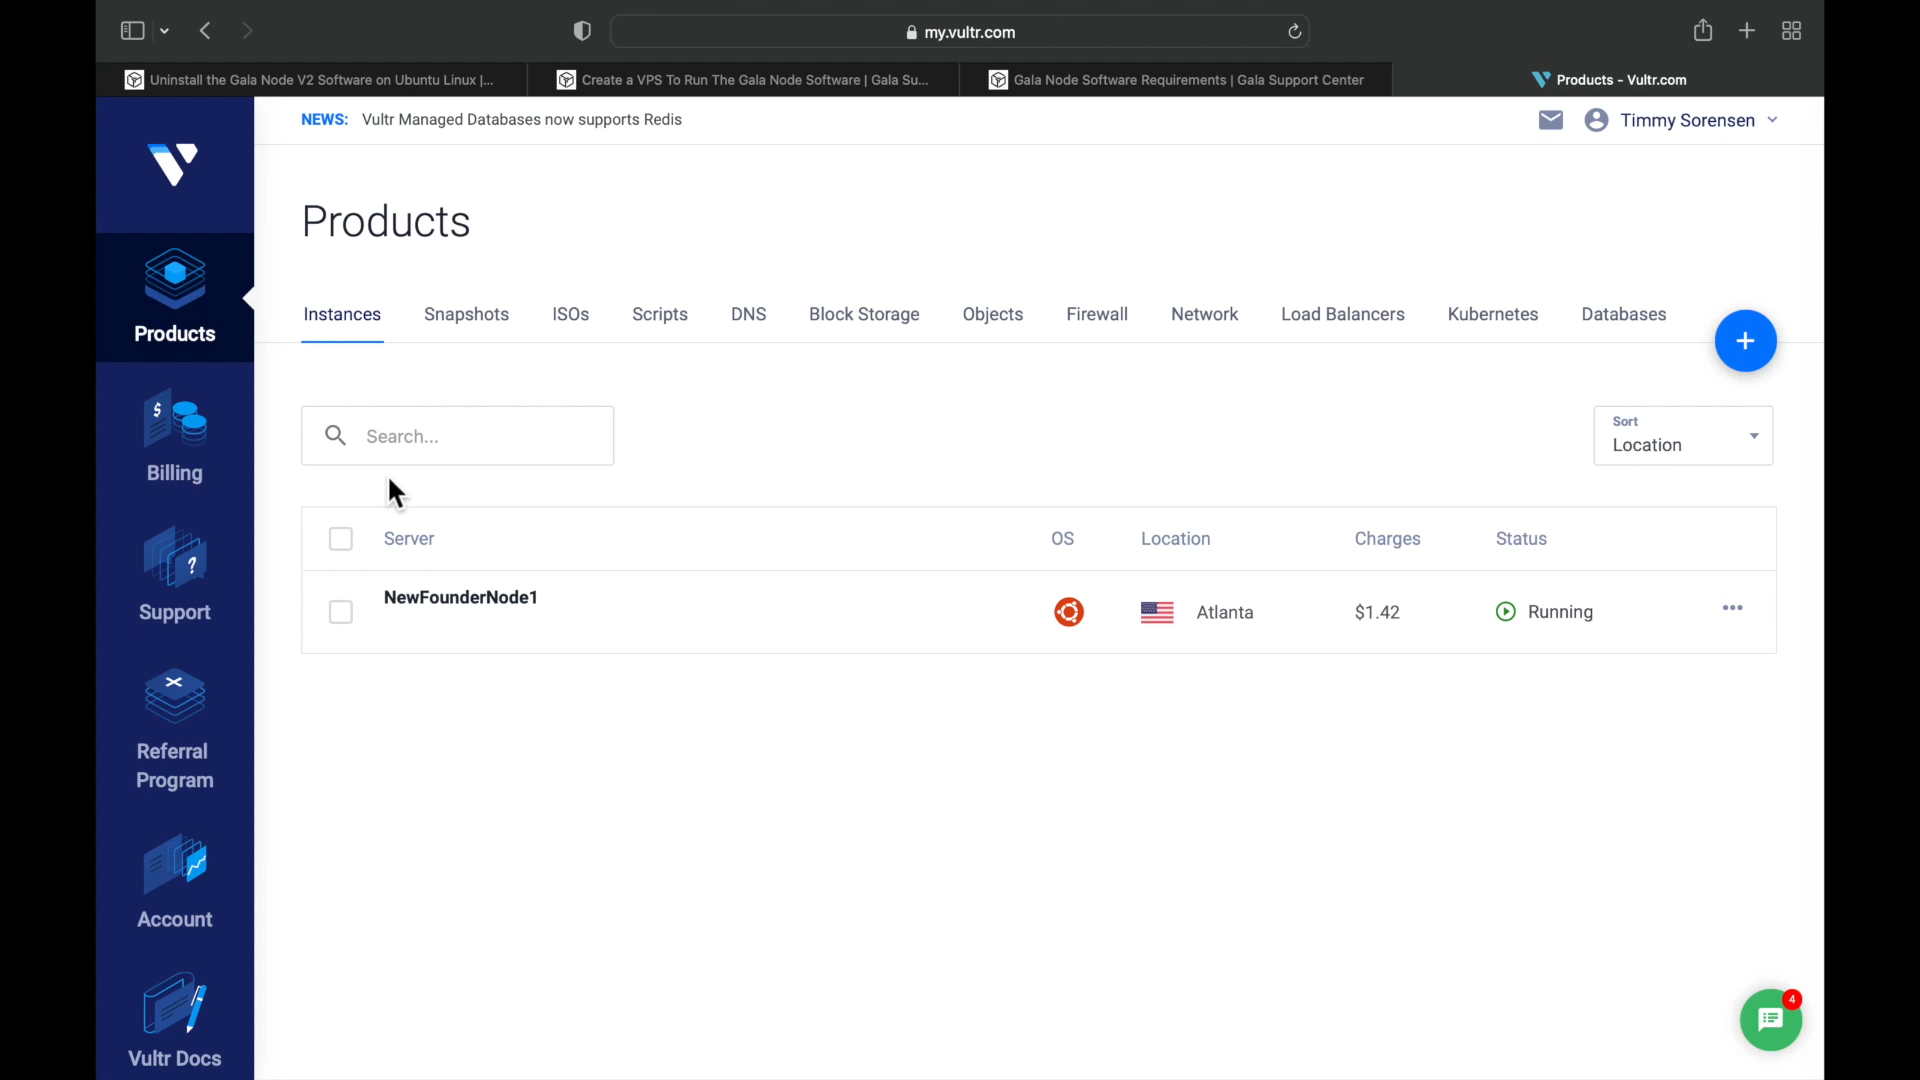 my.vultr.com
Uninstall the Gala Node V2 Software on Ubuntu Linux |...
Create a VPS To Run The Gala Node Software | Gala Su...
Gala Node Software Requirements | Gala Support Center
Products - Vultr.com
NEWS: Vultr Managed Databases now supports Redis
Timmy Sorensen
Products
Products
Billing
Support
Referral
Program
Account
Vultr Docs
Instances Snapshots ISOs Scripts DNS Block Storage Objects Firewall Network Load Balancers Kubernetes Databases
+
Search...
Sort
Location
Server OS Location Charges Status
NewFounderNode1 Atlanta $1.42 Running
4